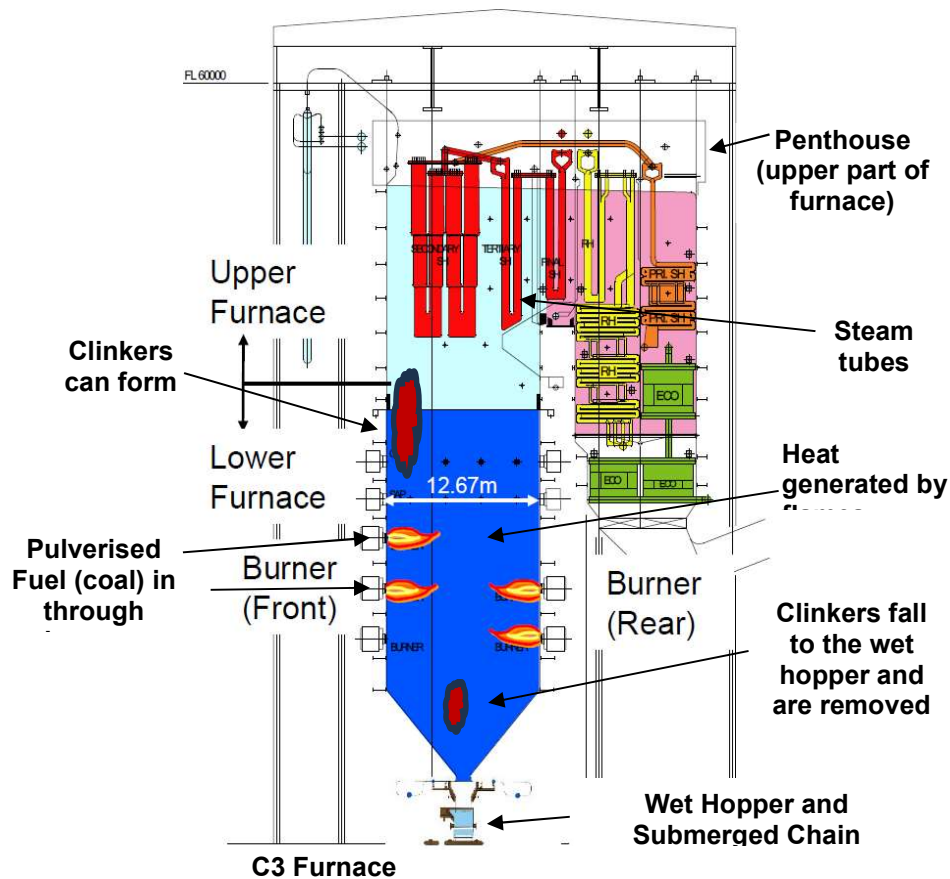 FL 60000
Penthouse
(upper part of
furnace)
SECONDARY
SH
TERTIARY
SH
FINAL
SH
RH
PRI. SH
PRI. SH
RH
RH
ECO
ECO
ECO
Upper
Furnace
Clinkers
can form
Steam
tubes
Lower
Furnace
12.67m
Heat
generated by
Pulverised
Fuel (coal) in
through
Burner
(Front)
BURNER
Burner
(Rear)
Clinkers fall
to the wet
hopper and
are removed
Wet Hopper and
Submerged Chain
C3 Furnace